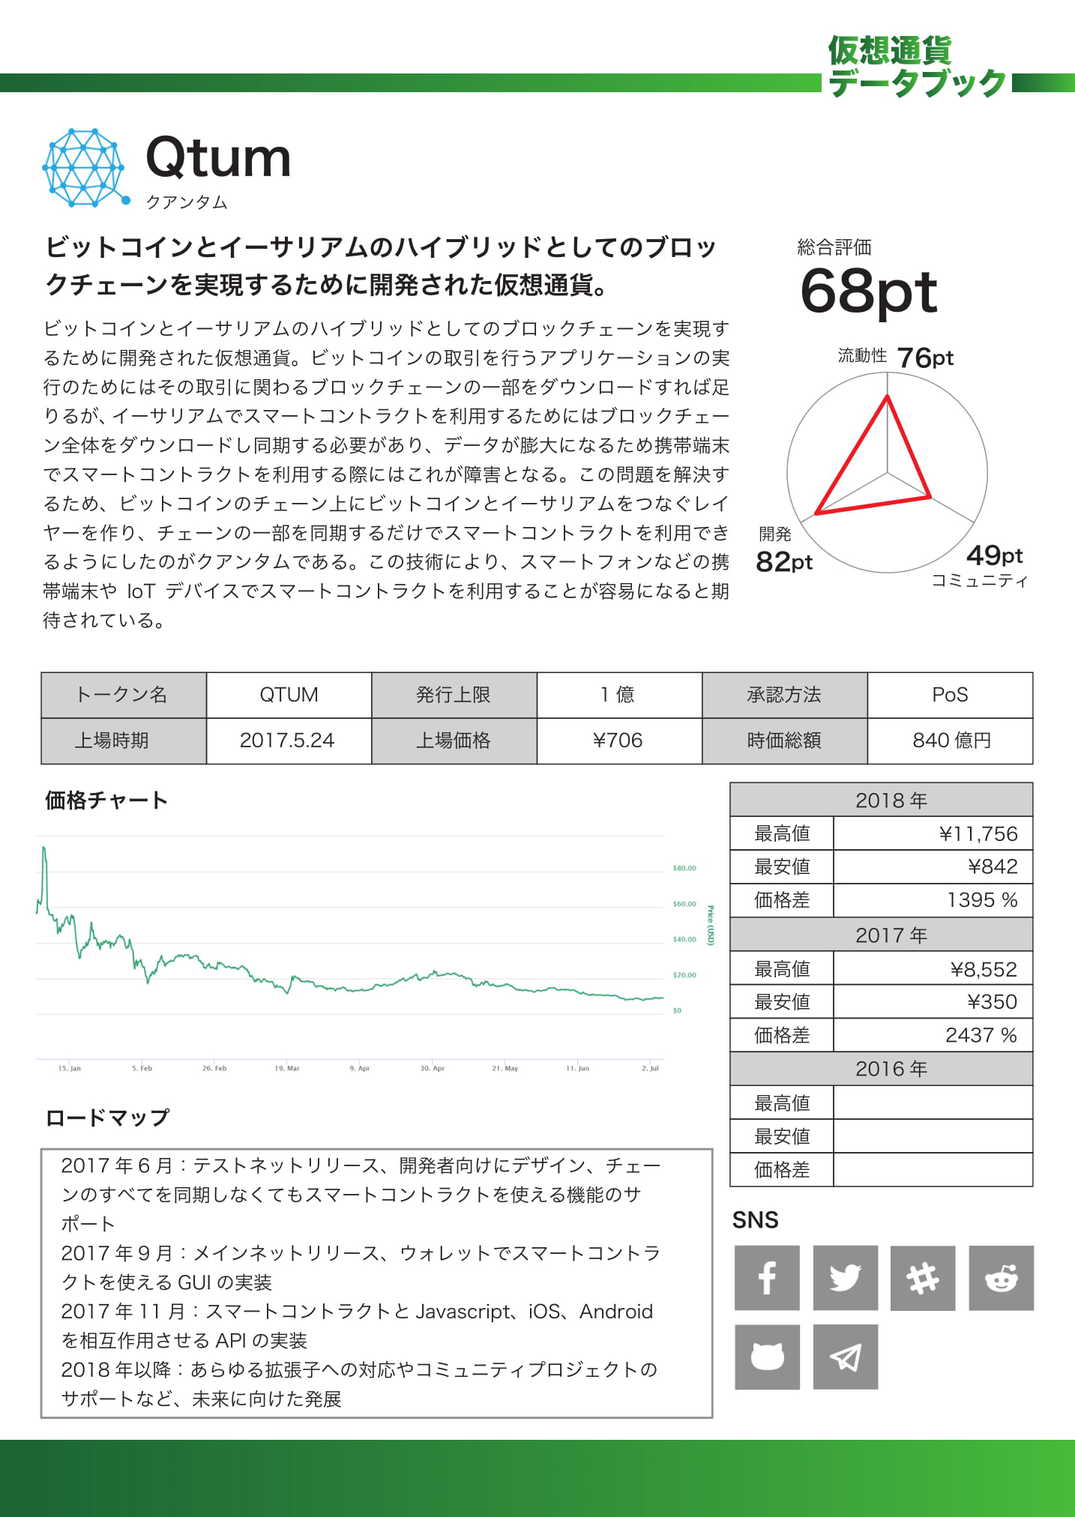 仮想通貨
データブック
Qtum
クアンタム
ビットコインとイーサリアムのハイブリッドとしてのブロッ
クチェーンを実現するために開発された仮想通貨。
ビットコインとイーサリアムのハイブリッドとしてのブロックチェーンを実現す
るために開発された仮想通貨。ビットコインの取引を行うアプリケーションの実
行のためにはその取引に関わるブロックチェーンの一部をダウンロードすれば足
りるが、イーサリアムでスマートコントラクトを利用するためにはブロックチェー
ン全体をダウンロードし同期する必要があり、データが膨大になるため携帯端末
でスマートコントラクトを利用する際にはこれが障害となる。この問題を解決す
るため、ビットコインのチェーン上にビットコインとイーサリアムをつなぐレイ
ヤーを作り、チェーンの一部を同期するだけでスマートコントラクトを利用でき
るようにしたのがクアンタムである。この技術により、スマートフォンなどの携
帯端末や IoT デバイスでスマートコントラクトを利用することが容易になると期
待されている。
総合評価
68pt
流動性 76pt
開発
82pt
49pt
コミュニティ
トークン名 QTUM 発行上限 1 億 承認方法 PoS
上場時期 2017.5.24 上場価格 ¥706 時価総額 840 億円
価格チャート
$80.00
$60.00
$40.00
$20.00
$0
Price (USD)
15. Jan 5. Feb 26. Feb 19. Mar 9. Apr 30. Apr 21. May 11. Jun 2. Jul
2018 年
最高値 ¥11,756
最安値 ¥842
価格差 1395 %
2017 年
最高値 ¥8,552
最安値 ¥350
価格差 2437 %
2016 年
最高値
最安値
価格差
ロードマップ
2017 年 6 月：テストネットリリース、開発者向けにデザイン、チェー
ンのすべてを同期しなくてもスマートコントラクトを使える機能のサ
ポート
2017 年 9 月：メインネットリリース、ウォレットでスマートコントラ
クトを使える GUI の実装
2017 年 11 月：スマートコントラクトと Javascript、iOS、Android
を相互作用させる API の実装
2018 年以降：あらゆる拡張子への対応やコミュニティプロジェクトの
サポートなど、未来に向けた発展
SNS